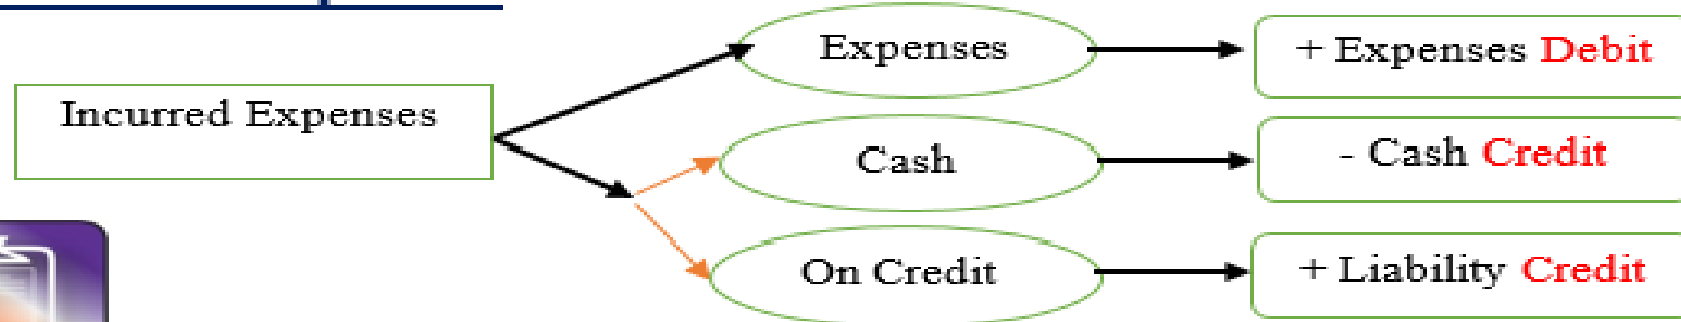 Incurred Expenses
Expenses
+ Expenses Debit
Cash
- Cash Credit
On Credit
+ Liability Credit